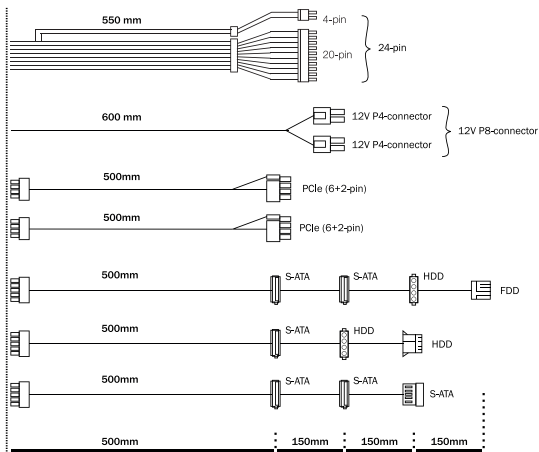 550 mm
4-pin
20-pin
24-pin
600 mm
12V P4-connector
12V P4-connector
12V P8-connector
500mm
PCIe (6+2-pin)
500mm
PCIe (6+2-pin)
500mm
S-ATA
S-ATA
HDD
FDD
500mm
S-ATA
HDD
HDD
500mm
S-ATA
S-ATA
S-ATA
500mm
150mm
150mm
150mm